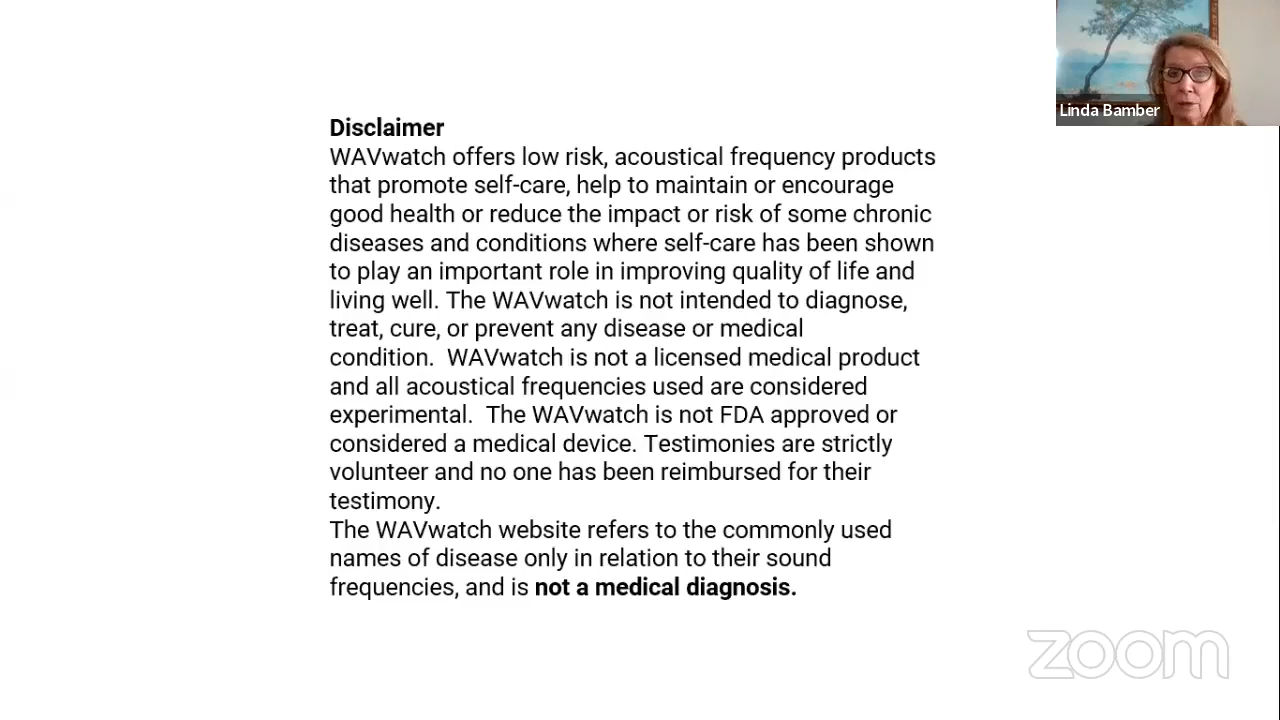 Linda Bamber
Disclaimer
WAVwatch offers low risk, acoustical frequency products
that promote self-care, help to maintain or encourage
good health or reduce the impact or risk of some chronic
diseases and conditions where self-care has been shown
to play an important role in improving quality of life and
living well. The WAVwatch is not intended to diagnose,
treat, cure, or prevent any disease or medical
condition.  WAVwatch is not a licensed medical product
and all acoustical frequencies used are considered
experimental.  The WAVwatch is not FDA approved or
considered a medical device. Testimonies are strictly
volunteer and no one has been reimbursed for their
testimony.
The WAVwatch website refers to the commonly used
names of disease only in relation to their sound
frequencies, and is not a medical diagnosis.
zoom